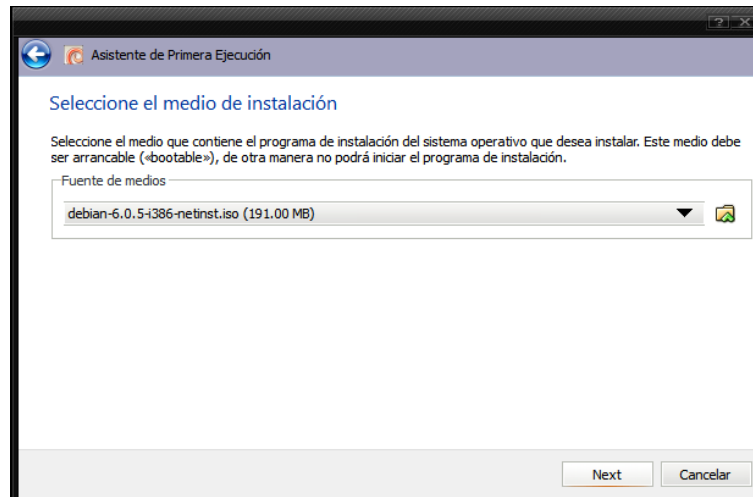 Asistente de Primera Ejecución
Seleccione el medio de instalación
Seleccione el medio que contiene el programa de instalación del sistema operativo que desea instalar. Este medio debe
ser arrancable («bootable»), de otra manera no podrá iniciar el programa de instalación.
Fuente de medios
debian-6.0.5-i386-netinst.iso (191.00 MB)
Next
Cancelar